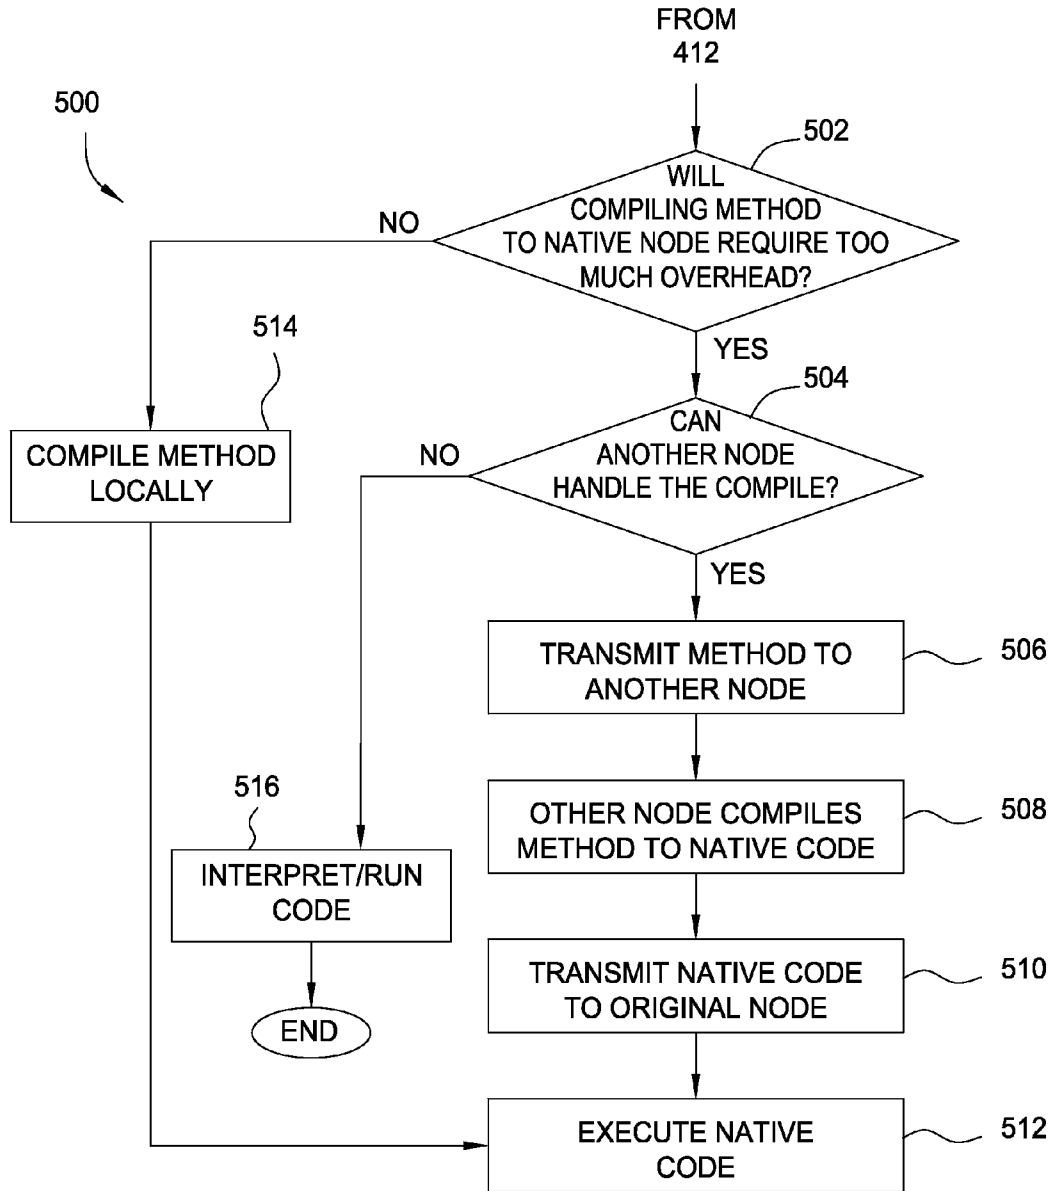 FROM
412
500
502
WILL
COMPILING METHOD
TO NATIVE NODE REQUIRE TOO
MUCH OVERHEAD?
NO
YES
514
504
COMPILE METHOD
LOCALLY
CAN
ANOTHER NODE
HANDLE THE COMPILE?
NO
YES
TRANSMIT METHOD TO
ANOTHER NODE
506
516
OTHER NODE COMPILES
METHOD TO NATIVE CODE
508
INTERPRET/RUN
CODE
TRANSMIT NATIVE CODE
TO ORIGINAL NODE
510
END
EXECUTE NATIVE
CODE
512